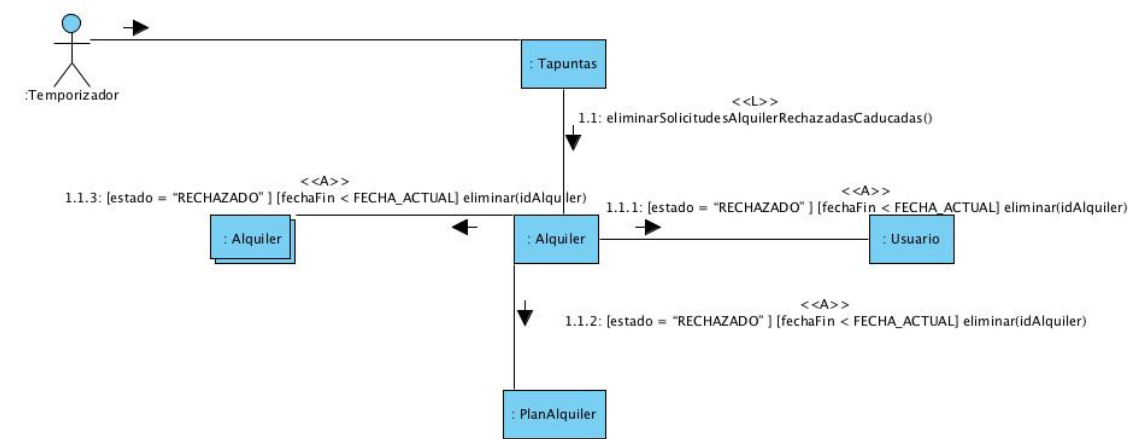 :Temporizador
: Tapuntas
<<L>>
1.1: eliminarSolicitudesAlquilerRechazadasCaducadas()
<<A>>
1.1.3: [estado = “RECHAZADO” ] [fechaFin < FECHA_ACTUAL] eliminar(idAlquiler)
<<A>>
1.1.1: [estado = “RECHAZADO” ] [fechaFin < FECHA_ACTUAL] eliminar(idAlquiler)
: Alquiler
: Alquiler
: Usuario
<<A>>
1.1.2: [estado = “RECHAZADO” ] [fechaFin < FECHA_ACTUAL] eliminar(idAlquiler)
: PlanAlquiler